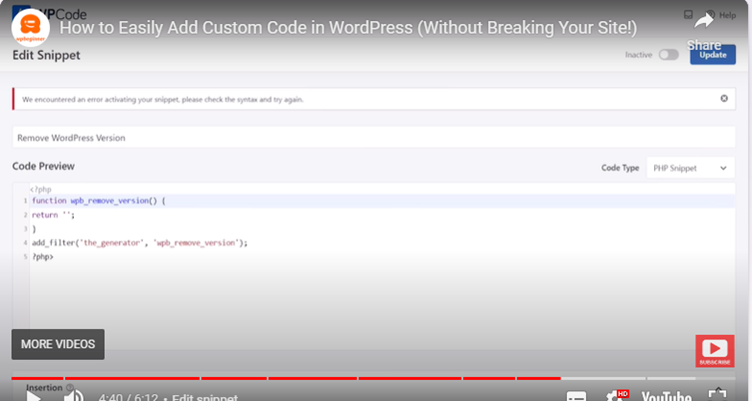 WPCode
Help
wpbeginner
How to Easily Add Custom Code in WordPress (Without Breaking Your Site!)
Share
Edit Snippet
Inactive
Update
We encountered an error activating your snippet, please check the syntax and try again.
Remove WordPress Version
Code Preview
Code Type
PHP Snippet
<?php
1 function wpb_remove_version() {
2 return '';
3 }
4 add_filter('the_generator', 'wpb_remove_version');
5 ?php>
MORE VIDEOS
SUBSCRIBE
Insertion
4:40 / 6:12 • Edit snippet
HD
YouTube